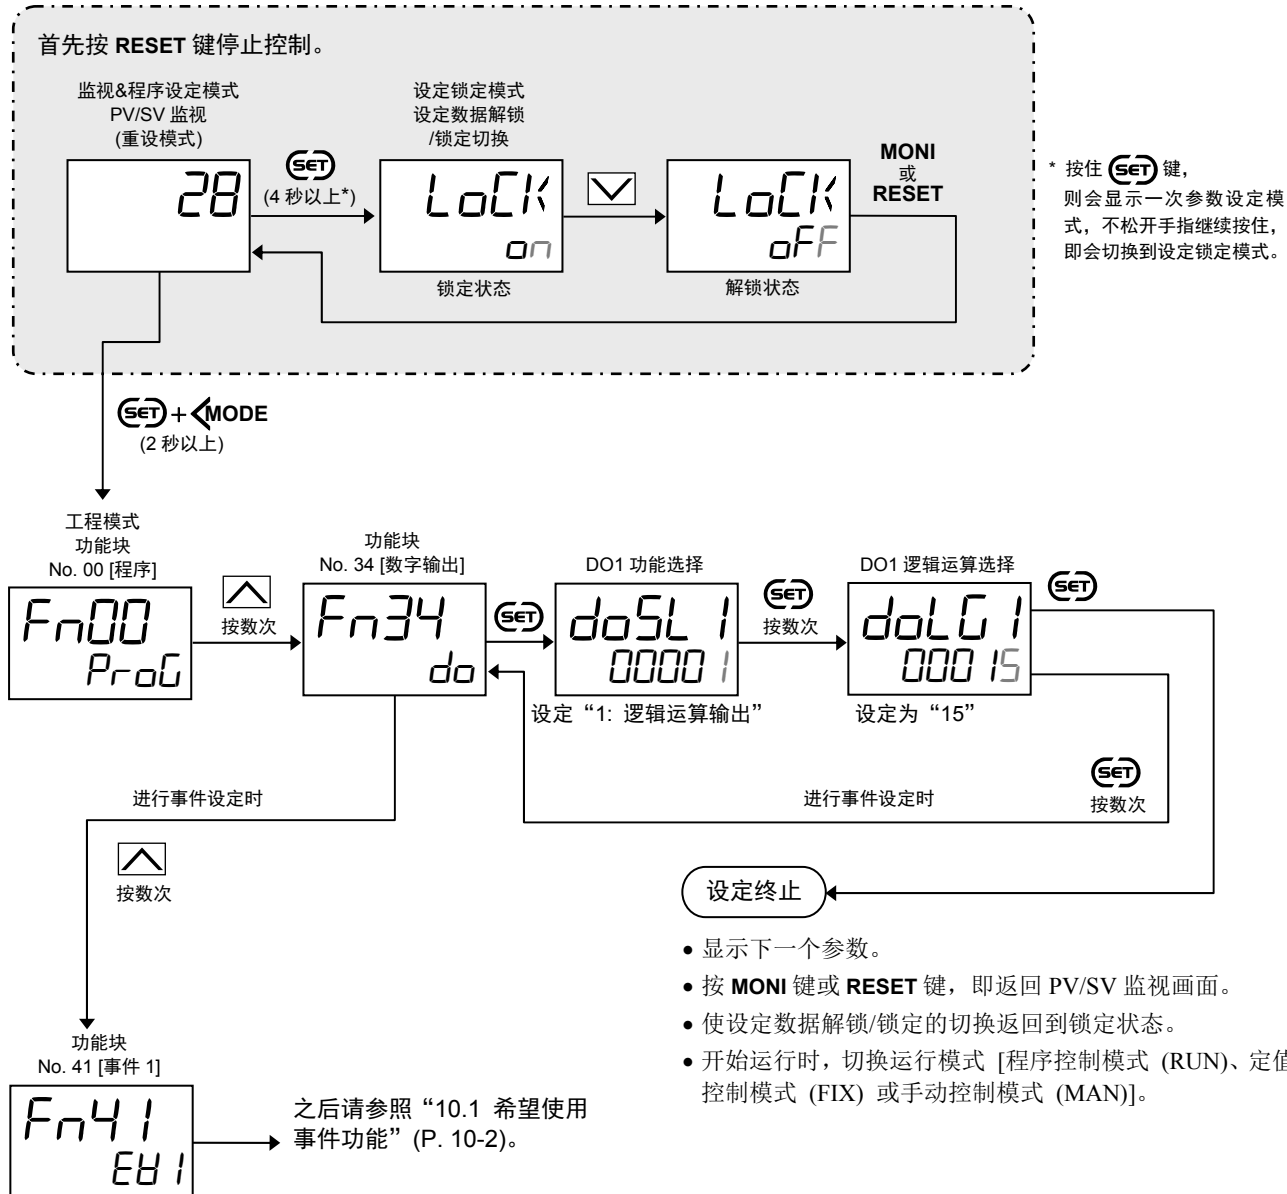 首先按 RESET 键停止控制。
监视&程序设定模式
PV/SV 监视
(重设模式)
28
SET
(4 秒以上*)
设定锁定模式
设定数据解锁
/锁定切换
LoCK
on
锁定状态
LoCK
oFF
解锁状态
MONI
或
RESET
* 按住 SET 键，
则会显示一次参数设定模
式，不松开手指继续按住，
即会切换到设定锁定模式。
SET + MODE
(2 秒以上)
工程模式
功能块
No. 00 [程序]
Fn00
ProG
按数次
功能块
No. 34 [数字输出]
Fn34
do
SET
DO1 功能选择
doSL 1
00001
设定“1: 逻辑运算输出”
SET
按数次
DO1 逻辑运算选择
doLG 1
00015
设定为“15”
SET
SET
按数次
进行事件设定时
进行事件设定时
按数次
设定终止
• 显示下一个参数。
• 按 MONI 键或 RESET 键，即返回 PV/SV 监视画面。
• 使设定数据解锁/锁定的切换返回到锁定状态。
• 开始运行时，切换运行模式 [程序控制模式 (RUN)、定值
控制模式 (FIX) 或手动控制模式 (MAN)]。
功能块
No. 41 [事件 1]
Fn41
EV1
之后请参照“10.1 希望使用
事件功能”(P. 10-2)。